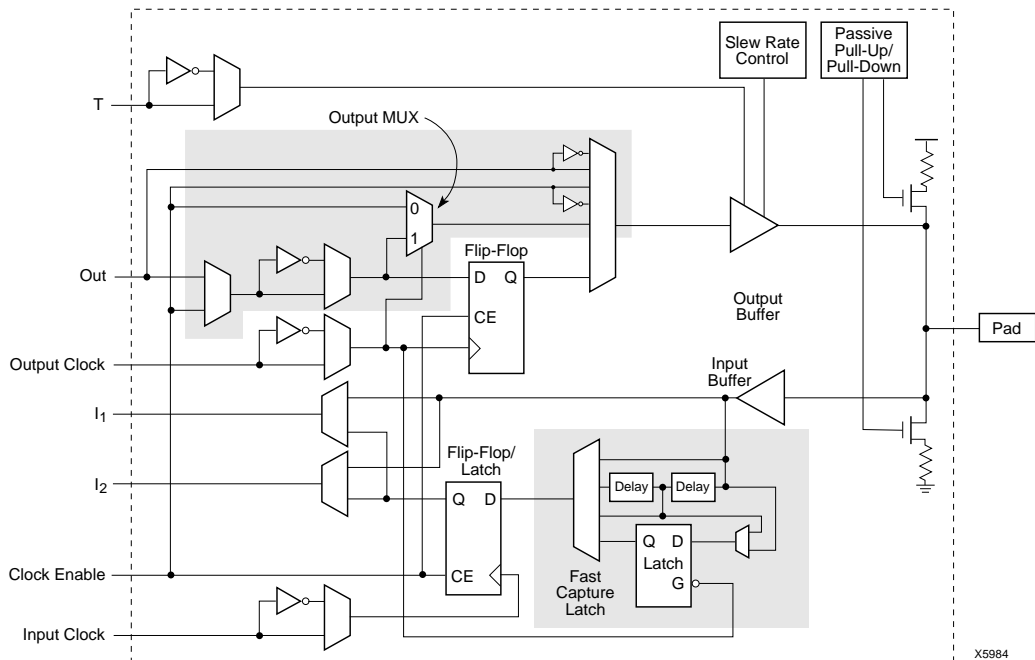 Slew Rate
Control
Passive
Pull-Up/
Pull-Down
T
Output MUX
0
1
Flip-Flop
D Q
CE
Out
Output
Buffer
Pad
Output Clock
Input
Buffer
I1
Flip-Flop/
Latch
I2
Q D
CE
Delay
Delay
Q D
Latch
G
Fast
Capture
Latch
Clock Enable
Input Clock
X5984